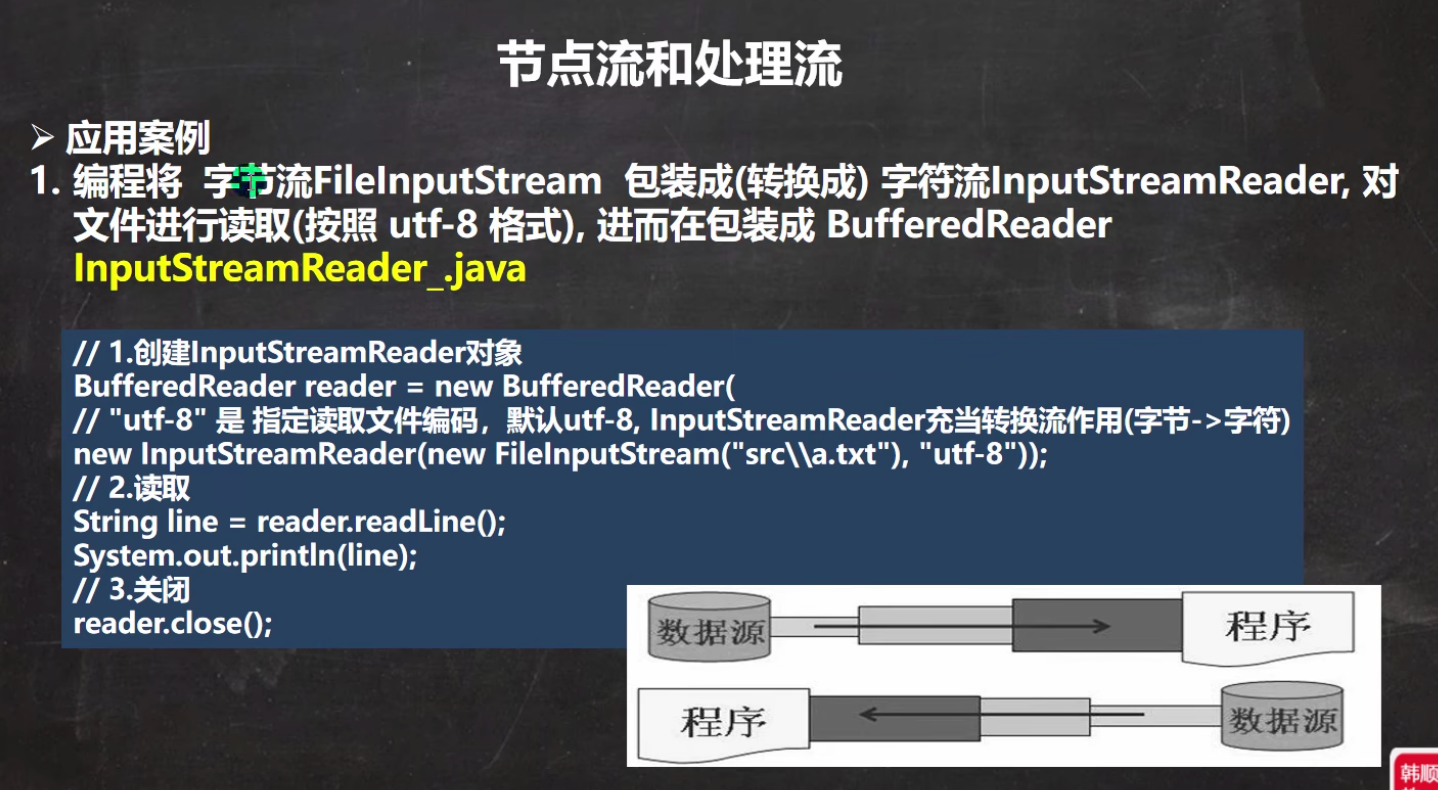 节点流和处理流
➢ 应用案例
1. 编程将 字节流FileInputStream 包装成(转换成) 字符流InputStreamReader, 对
文件进行读取(按照 utf-8 格式), 进而在包装成 BufferedReader
InputStreamReader_.java
// 1.创建InputStreamReader对象
BufferedReader reader = new BufferedReader(
// "utf-8" 是 指定读取文件编码，默认utf-8, InputStreamReader充当转换流作用(字节->字符)
new InputStreamReader(new FileInputStream("src\\a.txt"), "utf-8"));
// 2.读取
String line = reader.readLine();
System.out.println(line);
// 3.关闭
reader.close();
数据源
程序
程序
数据源
韩顺